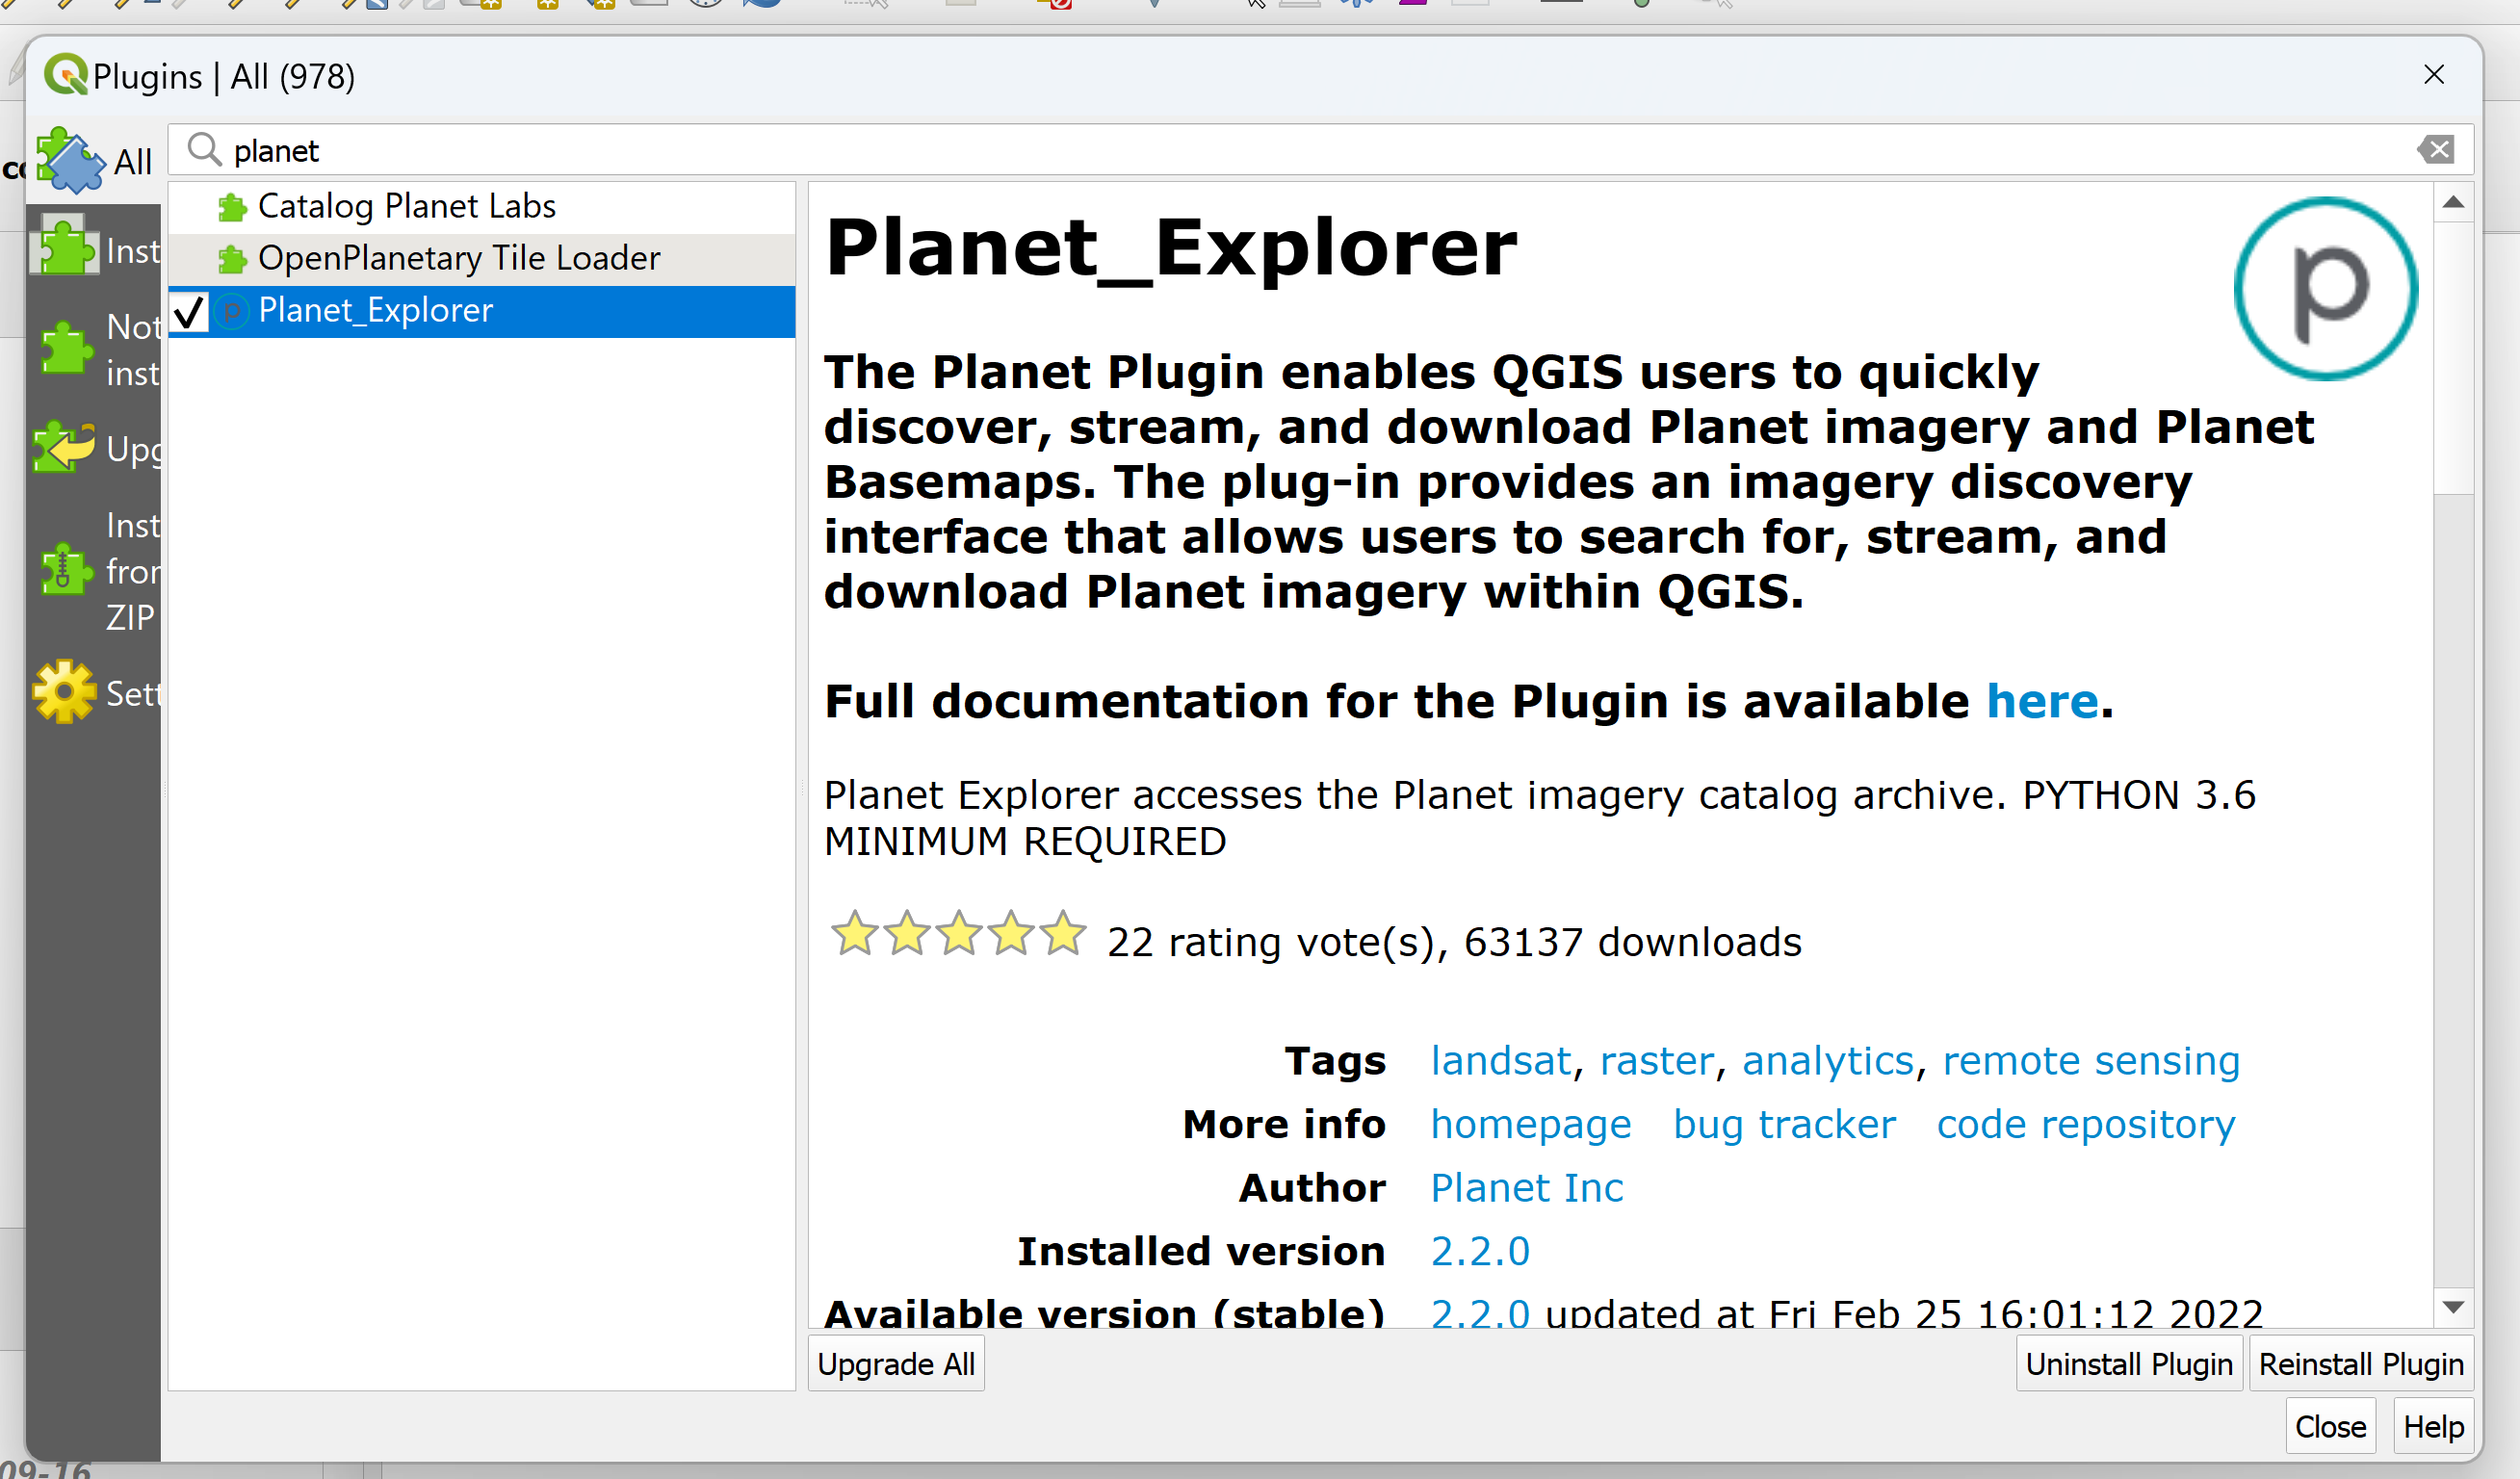 Plugins | All (978)
planet
All
Inst
Not
inst
Upg
Inst
from
ZIP
Sett
Catalog Planet Labs
OpenPlanetary Tile Loader
Planet_Explorer
Planet_Explorer
p
The Planet Plugin enables QGIS users to quickly
discover, stream, and download Planet imagery and Planet
Basemaps. The plug-in provides an imagery discovery
interface that allows users to search for, stream, and
download Planet imagery within QGIS.
Full documentation for the Plugin is available here.
Planet Explorer accesses the Planet imagery catalog archive. PYTHON 3.6
MINIMUM REQUIRED
22 rating vote(s), 63137 downloads
Tags landsat, raster, analytics, remote sensing
More info homepage bug tracker code repository
Author Planet Inc
Installed version 2.2.0
Available version (stable) 2.2.0 updated at Fri Feb 25 16:01:12 2022
Upgrade All
Uninstall Plugin
Reinstall Plugin
Close
Help
09-16